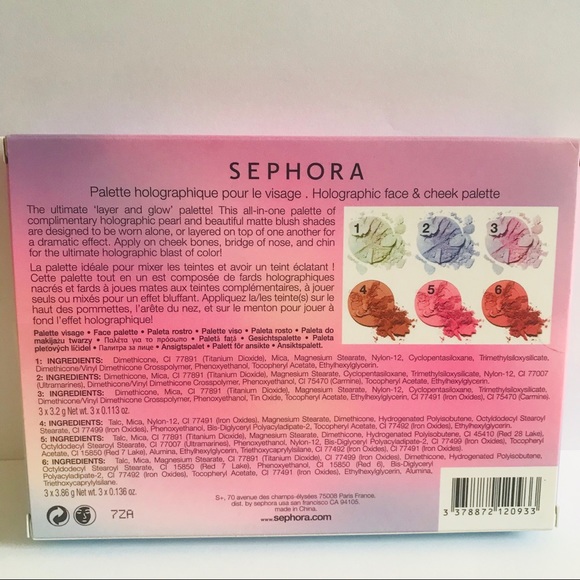 SEPHORA
Palette holographique pour le visage . Holographic face & cheek palette
The ultimate 'layer and glow' palette! This all-in-one palette of
complimentary holographic pearl and beautiful matte blush shades
are designed to be worn alone, or layered on top of one another for
a dramatic effect. Apply on cheek bones, bridge of nose, and chin
for the ultimate holographic blast of color!
La palette idéale pour mixer les teintes et avoir un teint éclatant !
Cette palette tout en un est composée de fards holographiques
nacrés et fards à joues mats aux teintes complémentaires, à jouer
seuls ou mixés pour un effet bluffant. Appliquez la/les teinte(s) sur le
haut des pommettes, l'arête du nez, et sur le menton pour jouer à
fond l'effet holographique!
1 2 3
4 5 6
Palette visage • Face palette • Paleta rostro • Palette viso • Paleta rosto • Paleta do
makijażu twarzy • Παλέτα για το πρόσωπο • Paletă față • Gesichtspalette • Paleta
pleťových líčidel • Палитра за лице • Ansigtspalet • Palett för ansikte • Ansiktspalett.
1: INGREDIENTS: Dimethicone, CI 77891 (Titanium Dioxide), Mica, Magnesium Stearate, Nylon-12, Cyclopentasiloxane, Trimethylsiloxysilicate,
Dimethicone/Vinyl Dimethicone Crosspolymer, Phenoxyethanol, CI 75470 (Carmine), Tocopheryl Acetate, Ethylhexylglycerin.
2: INGREDIENTS: Dimethicone, Mica, CI 77891 (Titanium Dioxide), Magnesium Stearate, Cyclopentasiloxane, Trimethylsiloxysilicate, Nylon-12, CI 77007
(Ultramarines), Dimethicone/Vinyl Dimethicone Crosspolymer, Phenoxyethanol, CI 75470 (Carmine), Tocopheryl Acetate, Ethylhexylglycerin.
3: INGREDIENTS: Dimethicone, Mica, CI 77891 (Titanium Dioxide), Magnesium Stearate, Nylon-12, Cyclopentasiloxane, Trimethylsiloxysilicate,
Dimethicone/Vinyl Dimethicone Crosspolymer, Phenoxyethanol, Tin Oxide, Tocopheryl Acetate, Ethylhexylglycerin, CI 77491 (Iron Oxides), CI 75470 (Carmine).
3 x 3.2 g Net wt. 3 x 0.113 oz.
4: INGREDIENTS: Talc, Mica, Nylon-12, CI 77491 (Iron Oxides), Magnesium Stearate, Dimethicone, Hydrogenated Polyisobutene, Octyldodecyl Stearoyl
Stearate, CI 77499 (Iron Oxides), Phenoxyethanol, Bis-Diglyceryl Polyacyladipate-2, Tocopheryl Acetate, CI 77492 (Iron Oxides), Ethylhexylglycerin.
5: INGREDIENTS: Talc, Mica, CI 77891 (Titanium Dioxide), Magnesium Stearate, Dimethicone, Hydrogenated Polyisobutene, CI 45410 (Red 28 Lake),
Octyldodecyl Stearoyl Stearate, Phenoxyethanol, Nylon-12, Bis-Diglyceryl Polyacyladipate-2, CI 77499 (Iron Oxides), Tocopheryl
Acetate, CI 15850 (Red 7 Lake), Alumina, Ethylhexylglycerin, Triethoxycaprylylsilane, CI 77492 (Iron Oxides), CI 77491 (Iron Oxides).
6: INGREDIENTS: Talc, Mica, Nylon-12, CI 77491 (Iron Oxides), Magnesium Stearate, Dimethicone, Hydrogenated Polyisobutene,
Octyldodecyl Stearoyl Stearate, CI 15850 (Red 7 Lake), Phenoxyethanol, CI 15850 (Red 6), Bis-Diglyceryl
Polyacyladipate-2, CI 77499 (Iron Oxides), Tocopheryl Acetate, CI 77492 (Iron Oxides), Ethylhexylglycerin, Alumina,
Triethoxycaprylylsilane.
3 x 3.86 g Net wt. 3 x 0.136 oz.
S+, 70 avenue des champs-élysées 75008 Paris France.
dist. by sephora usa san francisco CA 94105.
made in China.
www.sephora.com
7ZA
3 378872 120933